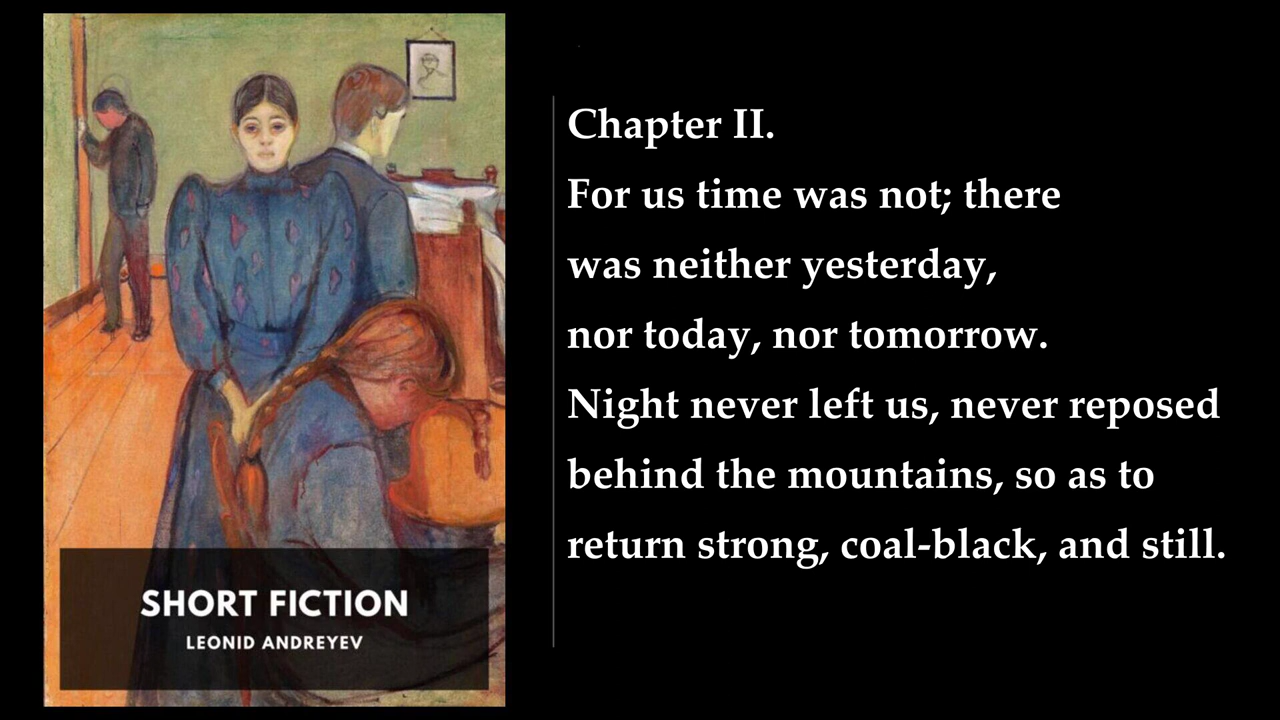 SHORT FICTION
LEONID ANDREYEV
Chapter II.
For us time was not; there
was neither yesterday,
nor today, nor tomorrow.
Night never left us, never reposed
behind the mountains, so as to
return strong, coal-black, and still.